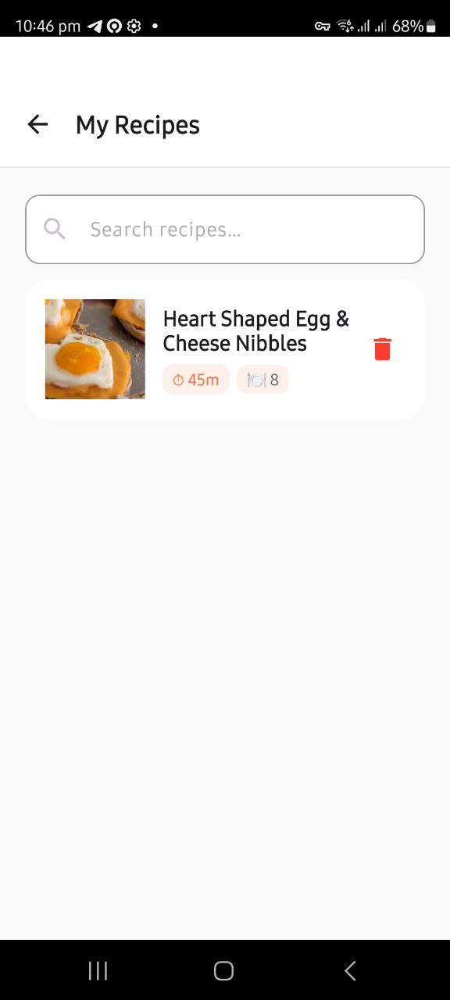 10:46 pm 68%
My Recipes
Search recipes...
Heart Shaped Egg &
Cheese Nibbles
45m 8